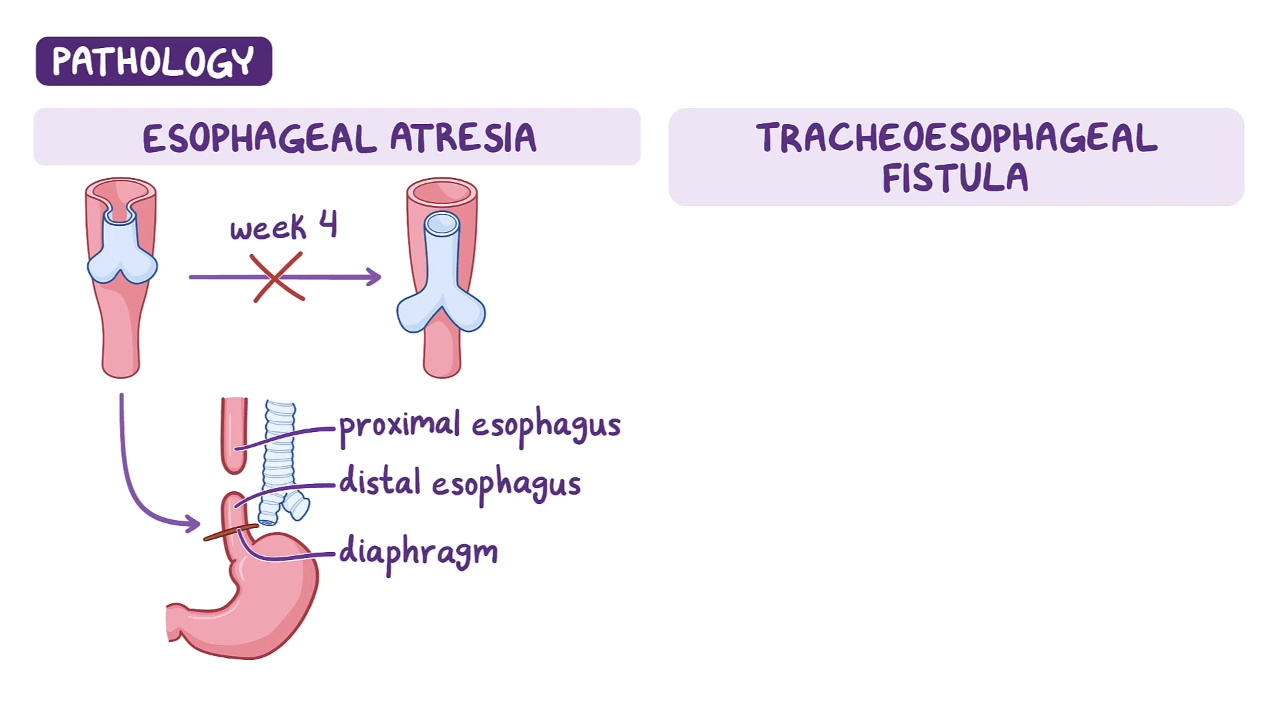 PATHOLOGY
ESOPHAGEAL ATRESIA
week 4
proximal esophagus
distal esophagus
diaphragm
TRACHEOESOPHAGEAL
FISTULA